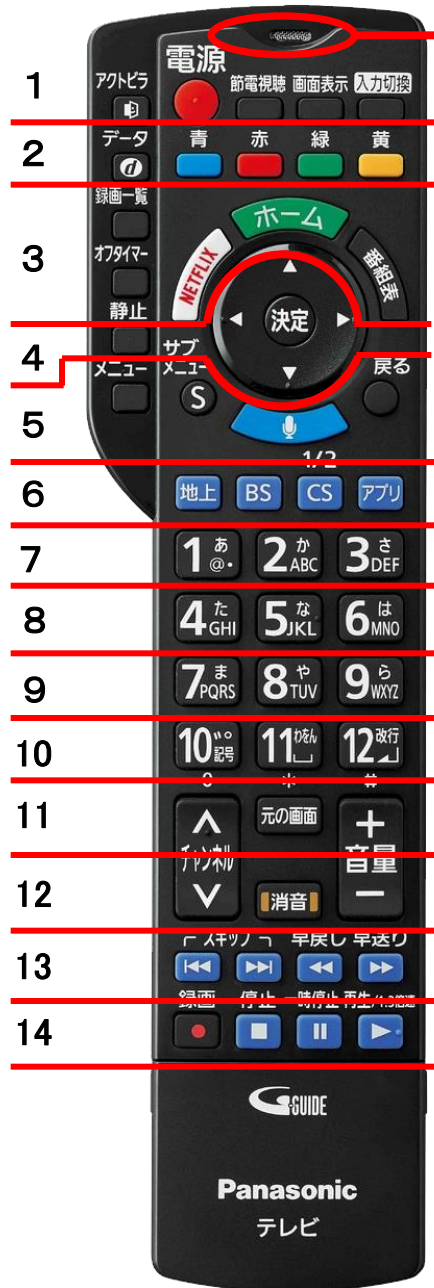 電源
1 アクトビラ 節電視聴 画面表示 入力切換
2 データ d 青 赤 緑 黄
録画一覧
ホーム
3 オフタイマー NETFLIX 番組表
静止 決定
4 サブメニュー 戻る
メニュー S
5
1/2
6 地上 BS CS アプリ
7 1 あ @. 2 か ABC 3 さ DEF
8 4 た GHI 5 な JKL 6 は MNO
9 7 ま PQRS 8 や TUV 9 ら WXYZ
10 10 ゛゜ 記号 11 わをん 12 改行
0 * #
11 元の画面 +
チャンネル 音量
12 消音 −
スキップ 早戻し 早送り
13
録画 停止 一時停止 再生/1.3倍速
14
G-GUIDE
Panasonic
テレビ